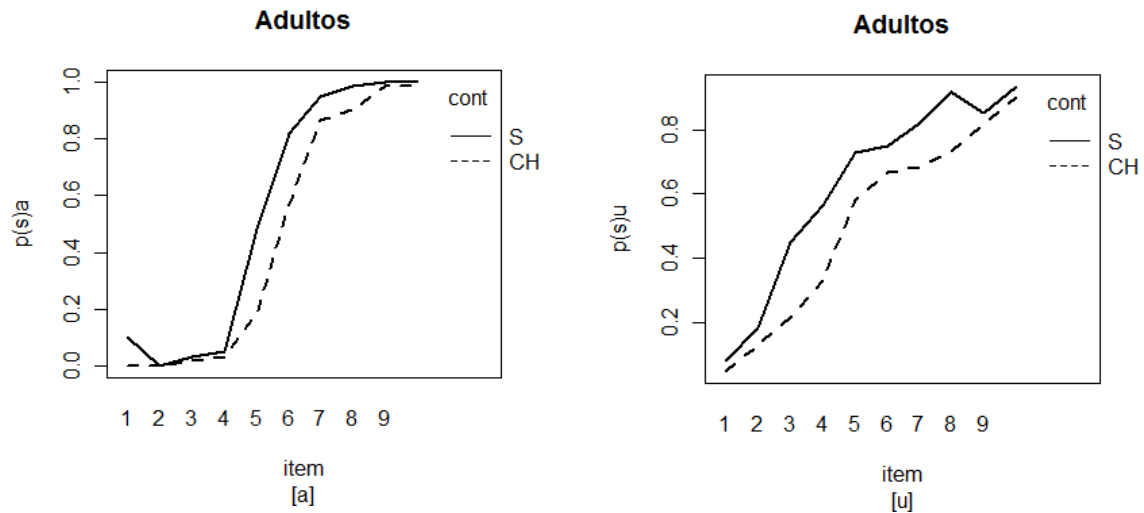 Adultos
p(s)a
1.0
0.8
0.6
0.4
0.2
0.0
cont
S
CH
1 2 3 4 5 6 7 8 9
item
[a]
Adultos
p(s)u
0.8
0.6
0.4
0.2
cont
S
CH
1 2 3 4 5 6 7 8 9
item
[u]